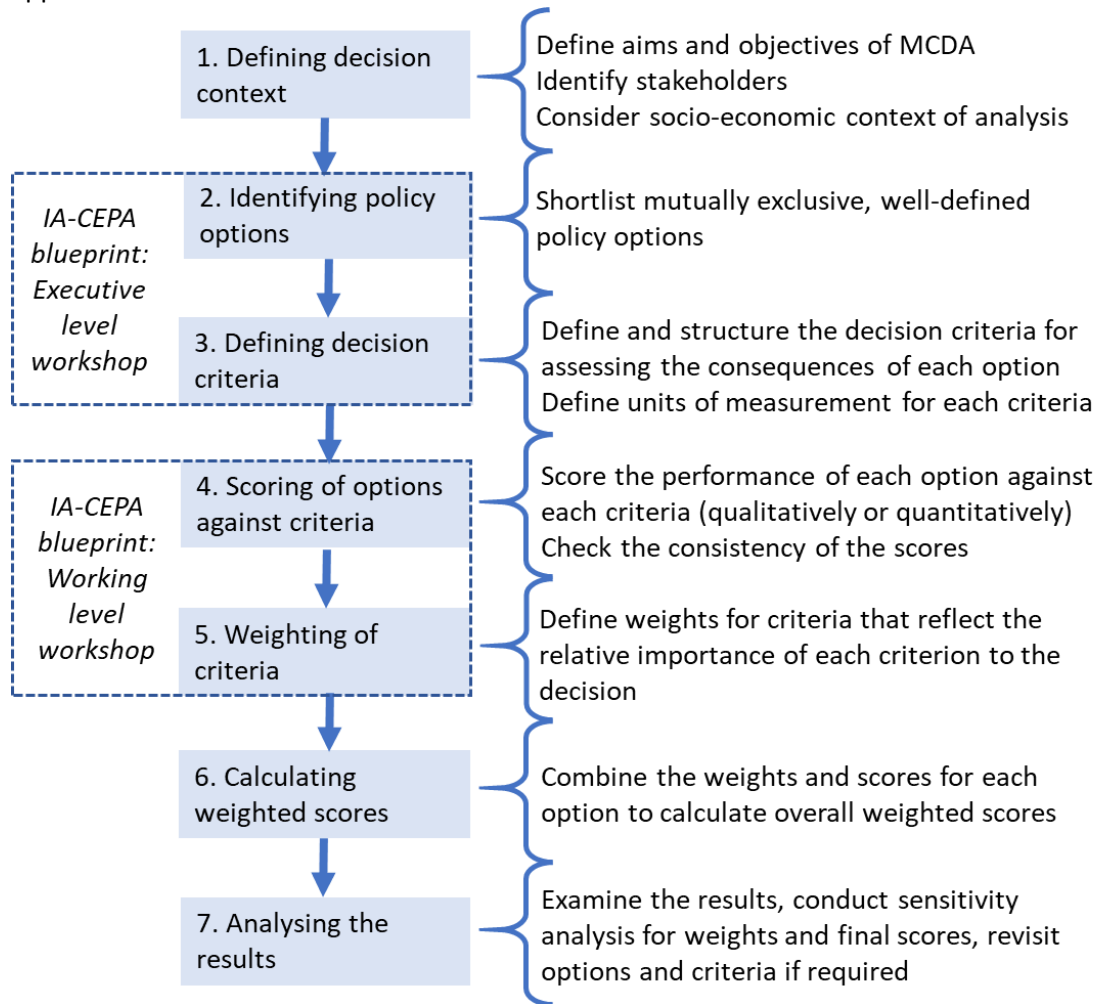 1. Defining decision
context
Define aims and objectives of MCDA
Identify stakeholders
Consider socio-economic context of analysis
IA-CEPA
blueprint:
Executive
level
workshop
2. Identifying policy
options
Shortlist mutually exclusive, well-defined
policy options
3. Defining decision
criteria
Define and structure the decision criteria for
assessing the consequences of each option
Define units of measurement for each criteria
IA-CEPA
blueprint:
Working
level
workshop
4. Scoring of options
against criteria
Score the performance of each option against
each criteria (qualitatively or quantitatively)
Check the consistency of the scores
5. Weighting of
criteria
Define weights for criteria that reflect the
relative importance of each criterion to the
decision
6. Calculating
weighted scores
Combine the weights and scores for each
option to calculate overall weighted scores
7. Analysing the
results
Examine the results, conduct sensitivity
analysis for weights and final scores, revisit
options and criteria if required